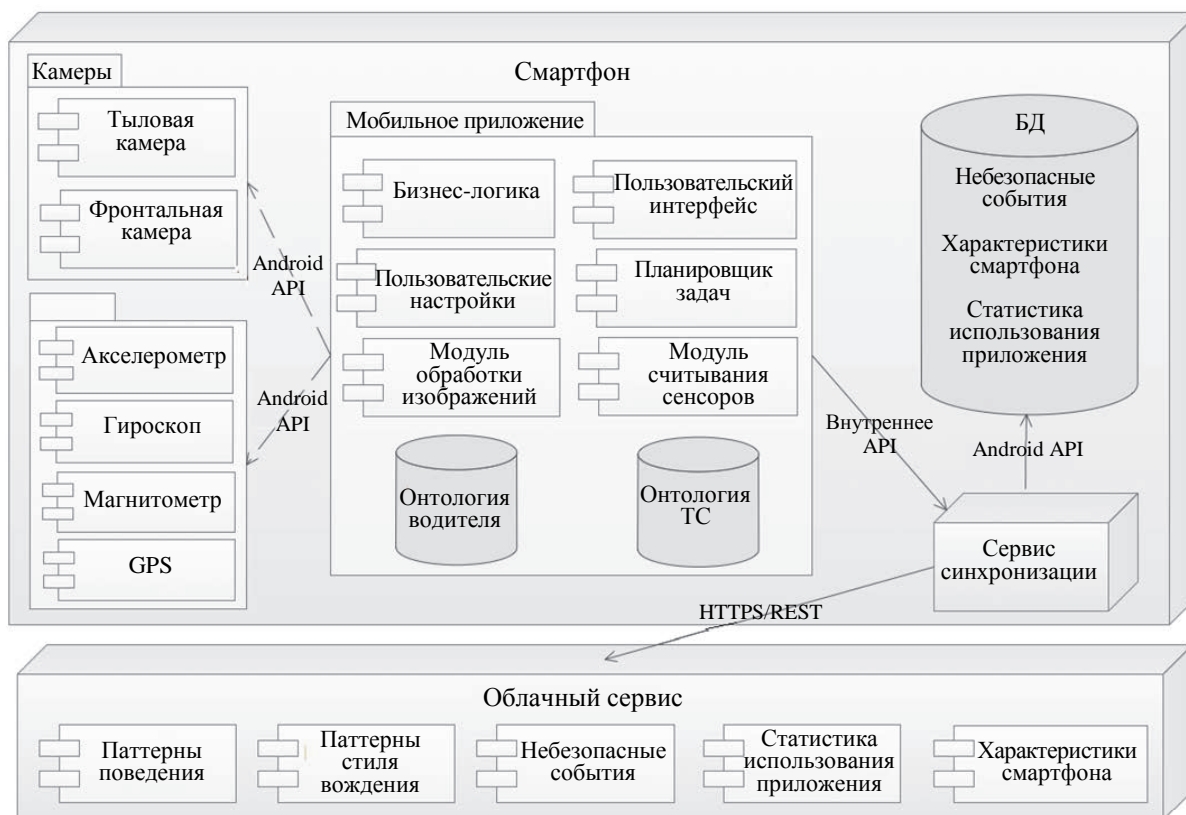 Смартфон
Камеры
Тыловая
камера
Фронтальная
камера
Android
API
Акселерометр
Гироскоп
Магнитометр
GPS
Android
API
Мобильное приложение
Бизнес-логика
Пользовательский
интерфейс
Пользовательские
настройки
Планировщик
задач
Модуль
обработки
изображений
Модуль
считывания
сенсоров
Онтология
водителя
Онтология
ТС
БД
Небезопасные
события
Характеристики
смартфона
Статистика
использования
приложения
Внутреннее
API
Android API
Сервис
синхронизации
HTTPS/REST
Облачный сервис
Паттерны
поведения
Паттерны
стиля
вождения
Небезопасные
события
Статистика
использования
приложения
Характеристики
смартфона